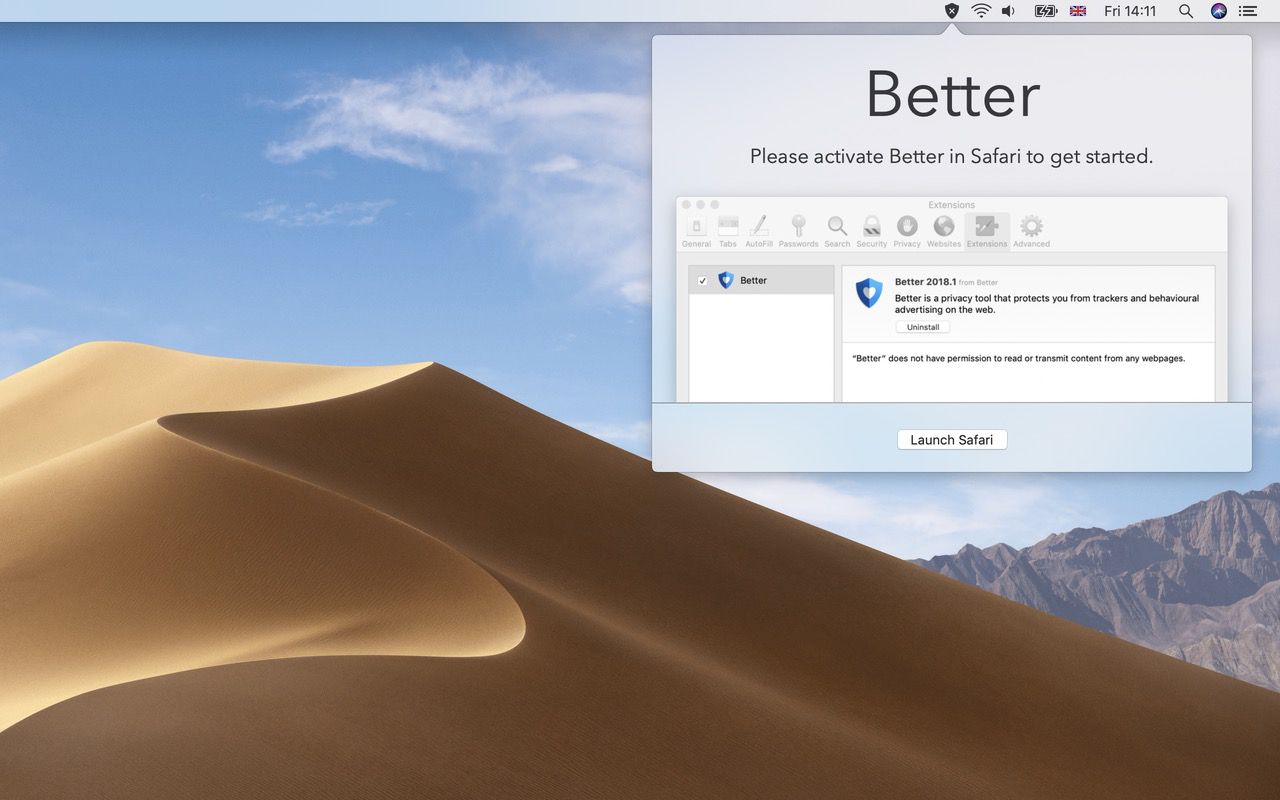 Fri 14:11
Better
Please activate Better in Safari to get started.
Extensions
General Tabs AutoFill Passwords Search Security Privacy Websites Extensions Advanced
Better
Better 2018.1 from Better
Better is a privacy tool that protects you from trackers and behavioural
advertising on the web.
Uninstall
“Better” does not have permission to read or transmit content from any webpages.
Launch Safari